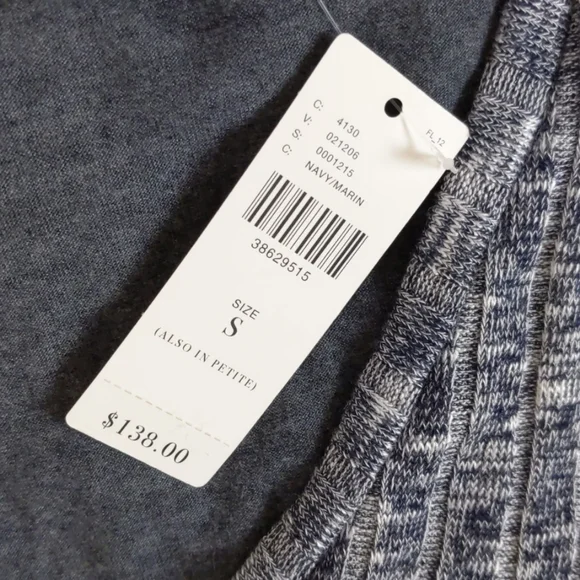 FL 12
C: 4130
V: 021206
S: 0001215
C: NAVY/MARIN
38629515
SIZE
S
(ALSO IN PETITE)
$138.00